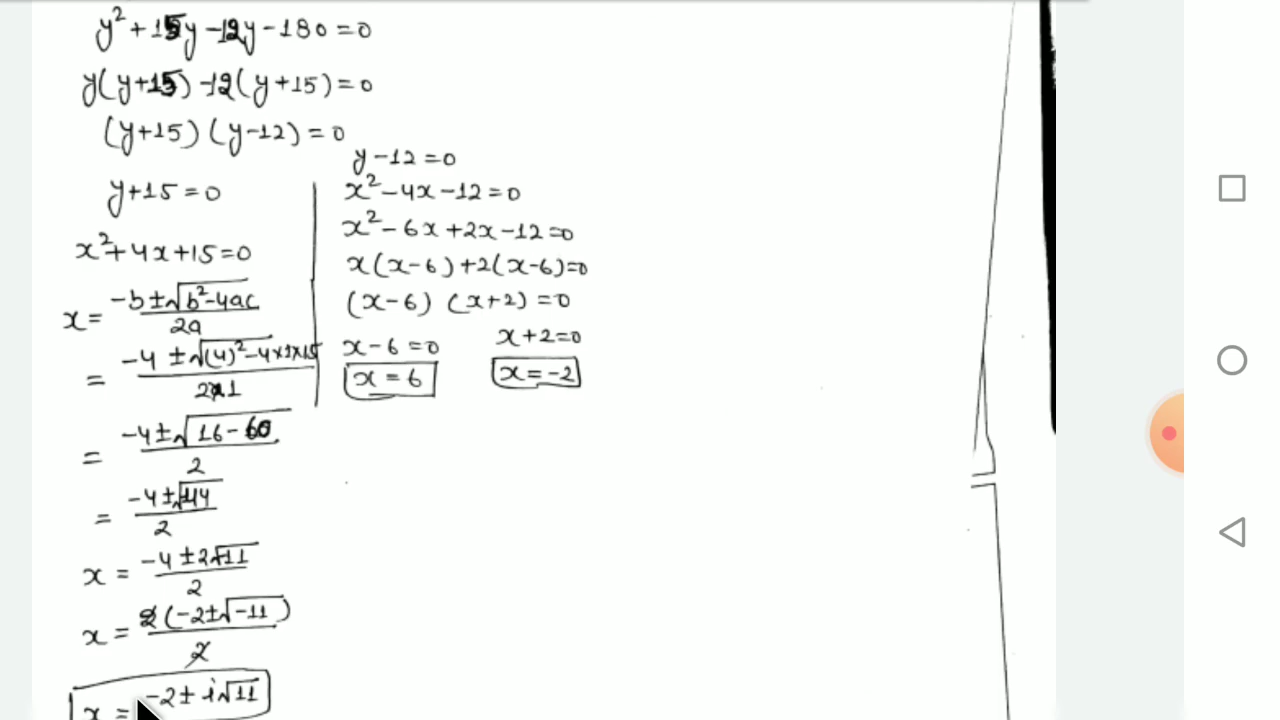 y²+15y-12y-180=0
y(y+15)-12(y+15)=0
(y+15)(y-12)=0
y+15=0
x²+4x+15=0
x= -b±√b²-4ac / 2a
= -4±√(4)²-4×1×15 / 2×1
= -4±√16-60 / 2
= -4±√-44 / 2
x= -4±2√-11 / 2
x= 2(-2±√-11) / 2
x= -2±i√11
y-12=0
x²-4x-12=0
x²-6x+2x-12=0
x(x-6)+2(x-6)=0
(x-6) (x+2)=0
x-6=0 x+2=0
x=6 x=-2